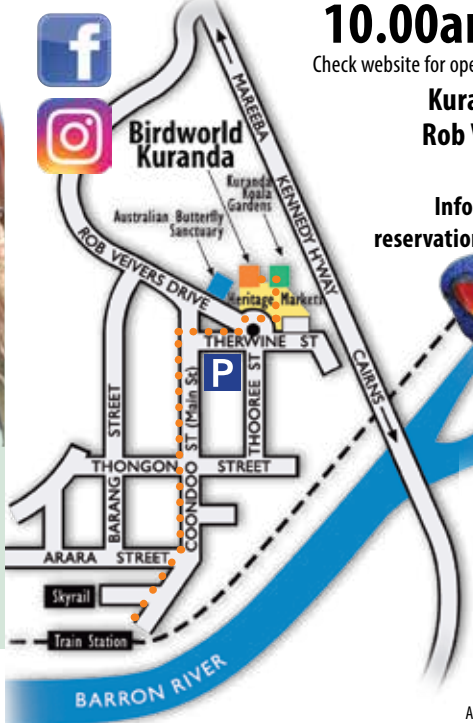 10.00a
Check website for ope
Kura
Rob V
Info
reservation
f
Birdworld
Kuranda
Kuranda
Koala
Gardens
Australian Butterfly
Sanctuary
Heritage Markets
MAREEBA
KENNEDY H'WAY
CAIRNS
ROB VEIVERS DRIVE
THERWINE ST
P
BARANG STREET
COONDOO ST (Main St)
THOOREE ST
THONGON STREET
ARARA STREET
Skyrail
Train Station
BARRON RIVER
A